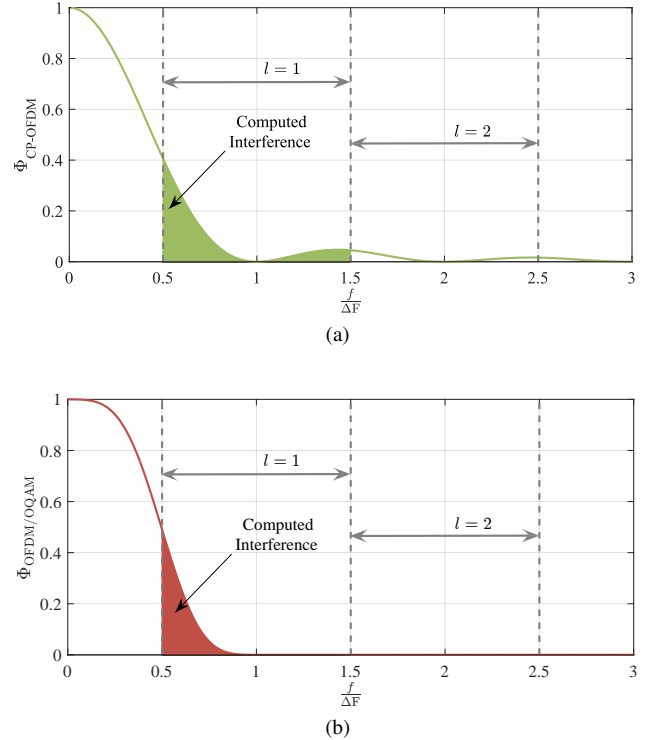 Φ_CP-OFDM
1
0.8
0.6
0.4
0.2
0
l = 1
l = 2
Computed
Interference
0 0.5 1 1.5 2 2.5 3
f
ΔF
(a)
Φ_OFDM/OQAM
1
0.8
0.6
0.4
0.2
0
l = 1
l = 2
Computed
Interference
0 0.5 1 1.5 2 2.5 3
f
ΔF
(b)